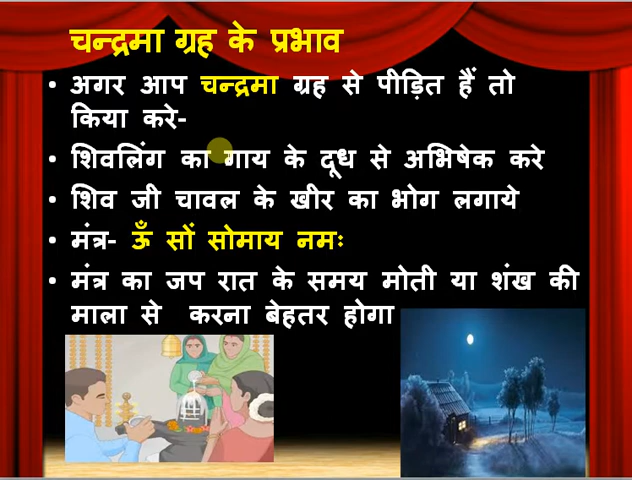 चन्द्रमा ग्रह के प्रभाव
• अगर आप चन्द्रमा ग्रह से पीड़ित हैं तो
किया करे-
• शिवलिंग का गाय के दूध से अभिषेक करे
• शिव जी चावल के खीर का भोग लगाये
• मंत्र- ऊँ सों सोमाय नमः
• मंत्र का जप रात के समय मोती या शंख की
माला से करना बेहतर होगा